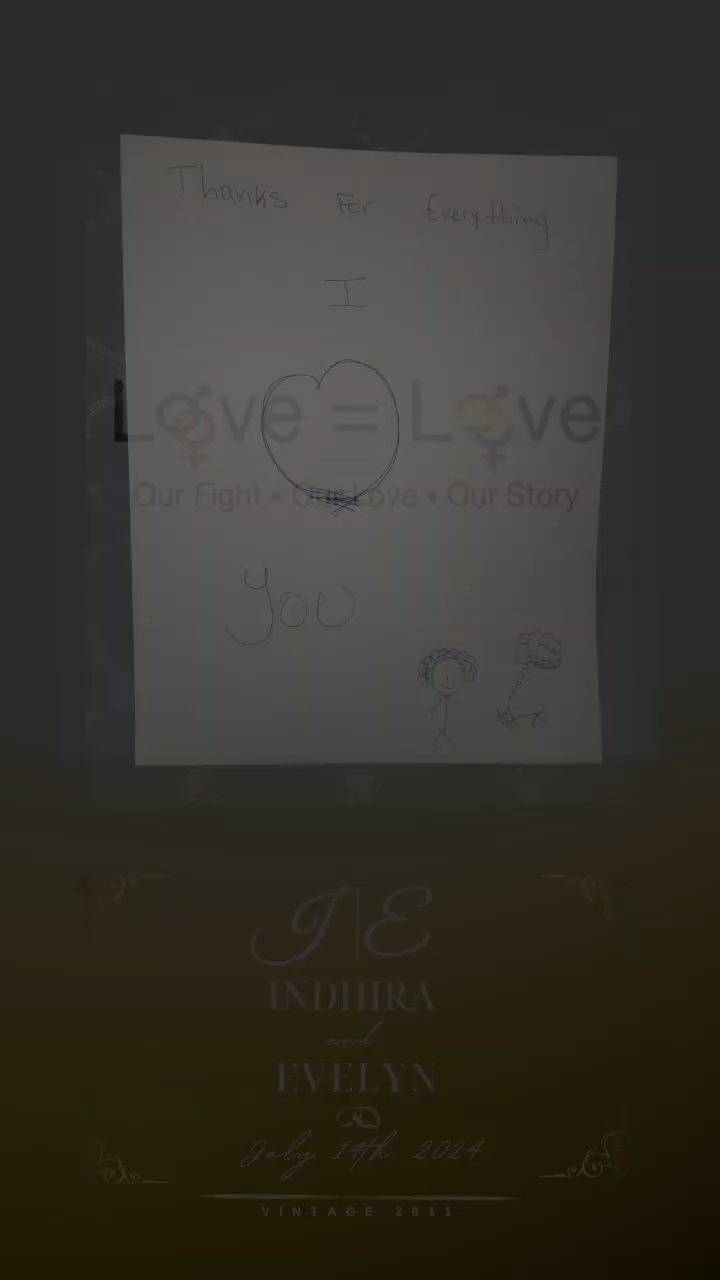 Thanks For Everything
I
Love = Love
Our Fight • Our Love • Our Story
You
I | E
INDHIRA
and
EVELYN
July 14th 2024
VINTAGE 2011